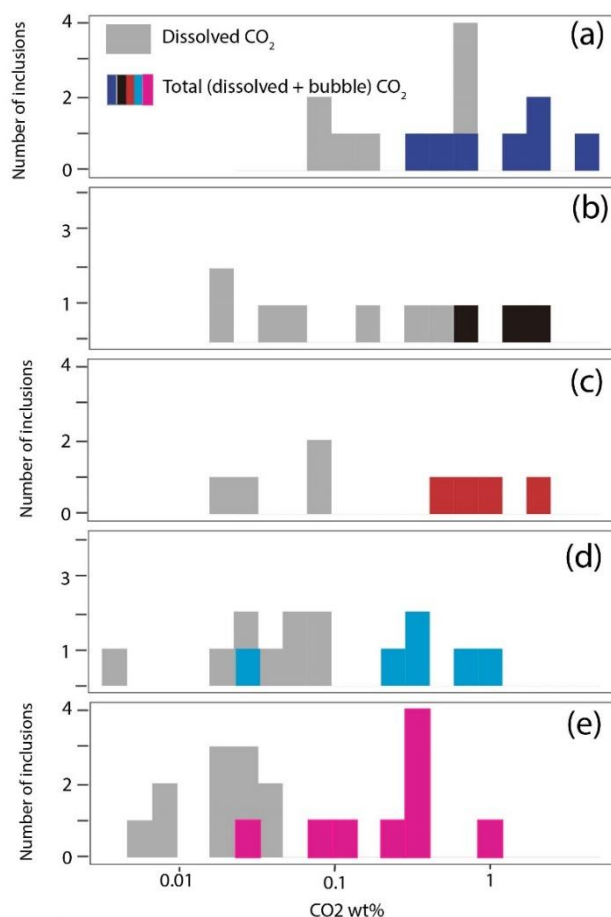 Dissolved CO2
Total (dissolved + bubble) CO2
(a)
4
2
0
Number of inclusions
(b)
3
1
(c)
4
2
0
Number of inclusions
(d)
3
1
(e)
4
2
0
Number of inclusions
0.01 0.1 1
CO2 wt%